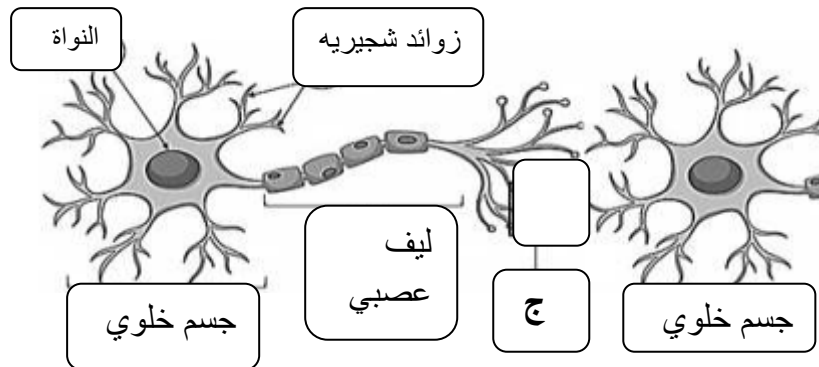 زوائد شجيريه
النواة
ليف
عصبي
ج
جسم خلوي
جسم خلوي